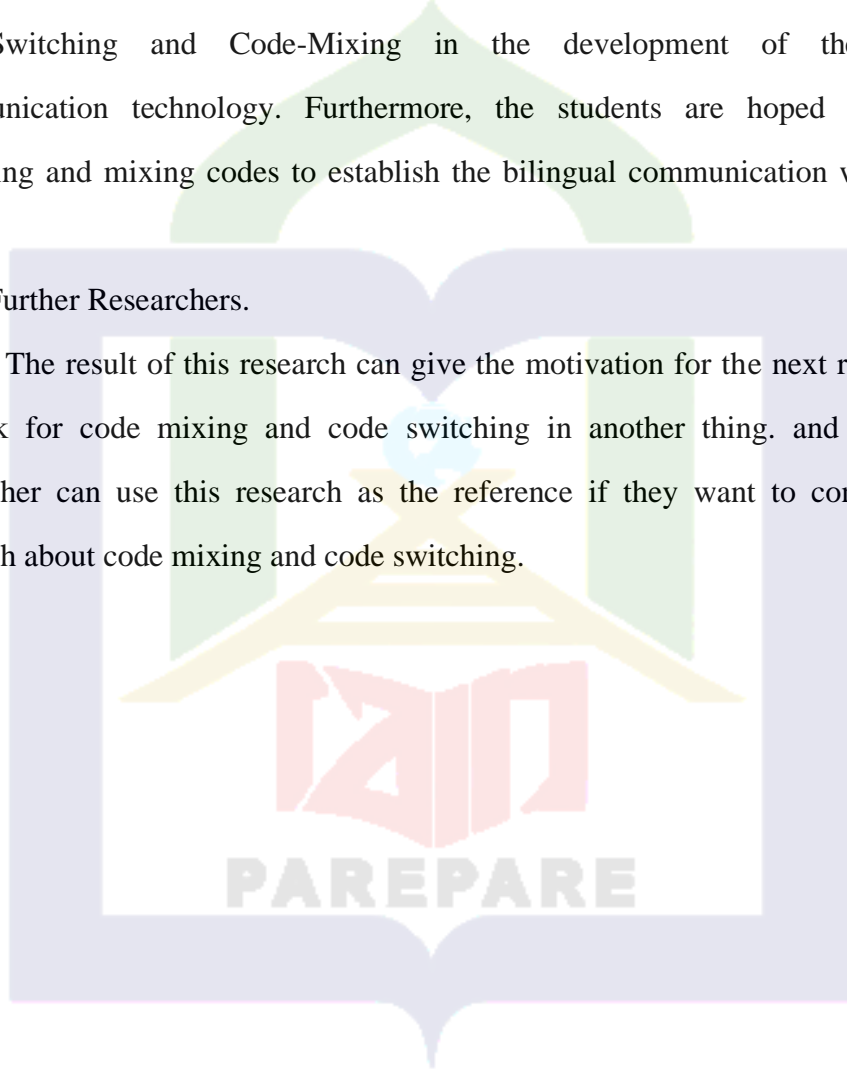 Switching and Code-Mixing in the development of the
unication technology. Furthermore, the students are hoped
ing and mixing codes to establish the bilingual communication
Further Researchers.
The result of this research can give the motivation for the next r
k for code mixing and code switching in another thing. and
her can use this research as the reference if they want to con
h about code mixing and code switching.
IAIN
PAREPARE